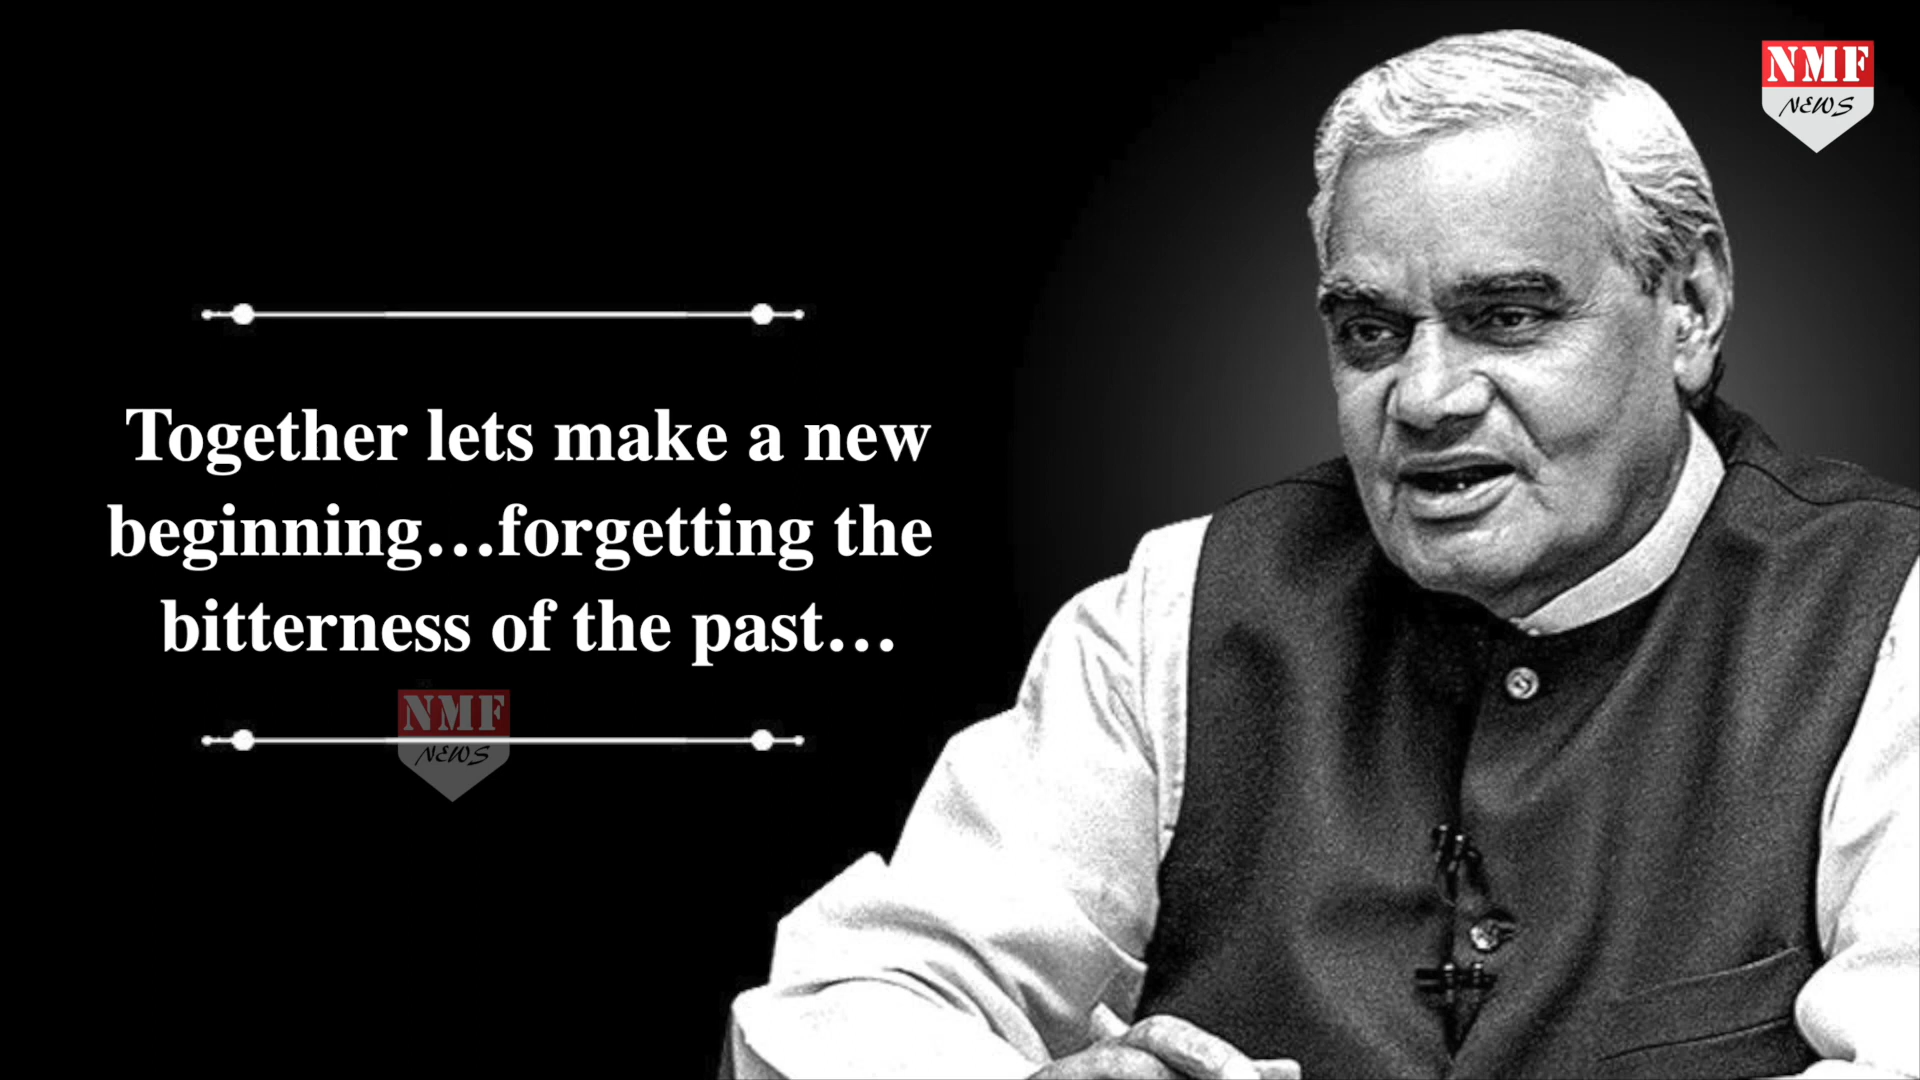 NMF
NEWS
Together lets make a new
beginning…forgetting the
bitterness of the past…
NMF
NEWS